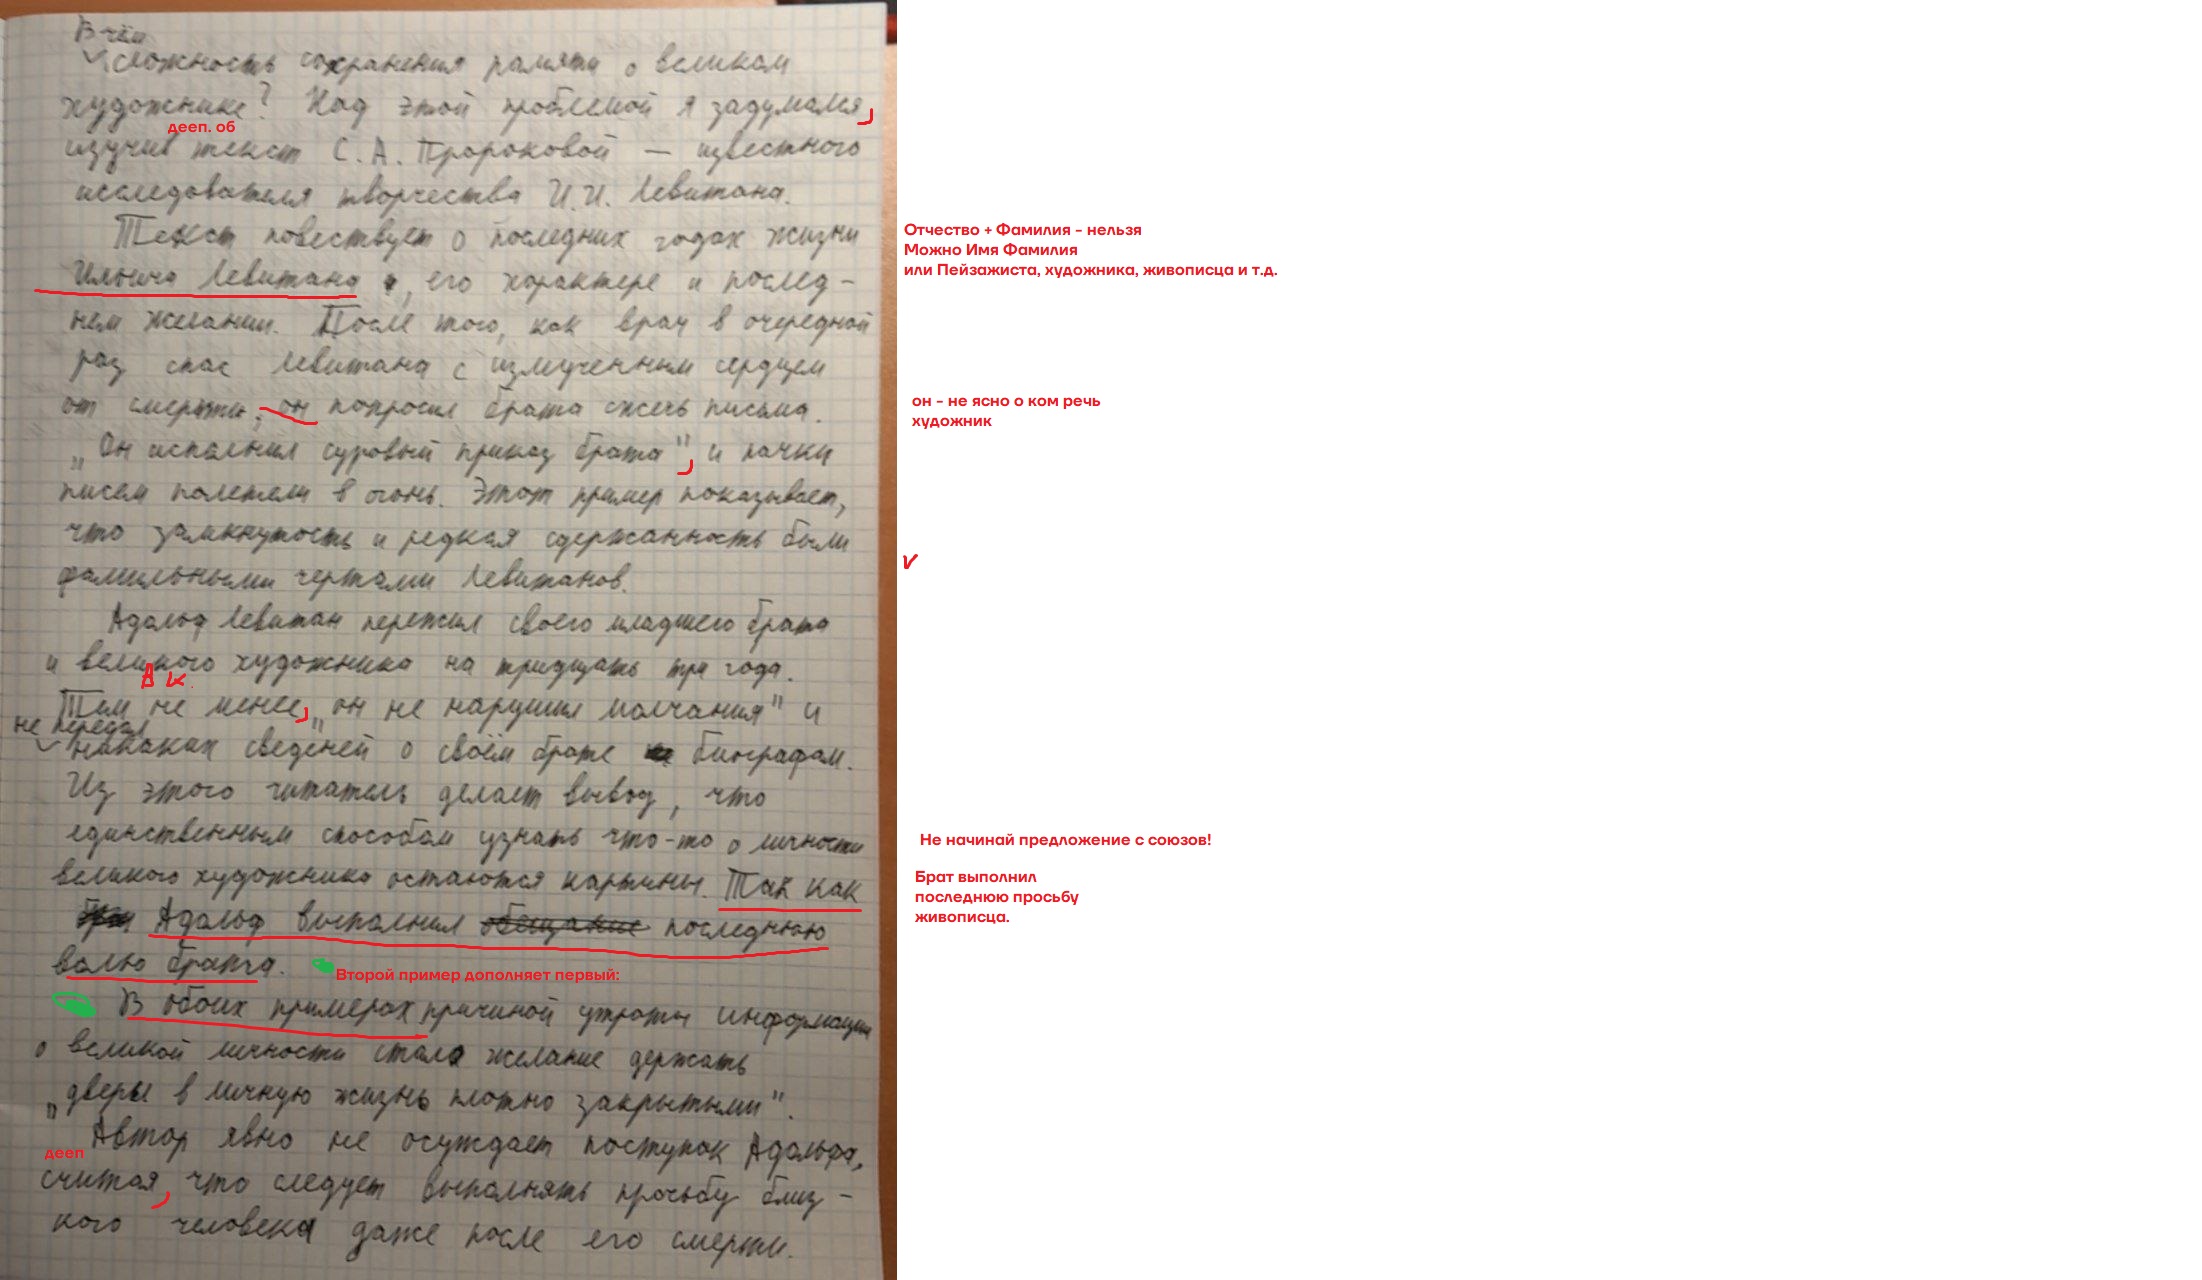 В чём
сложность сохранения памяти о великом
художнике? Над этой проблемой я задумался,
дееп. об
изучив текст С. А. Пророковой — известного
исследователя творчества И. И. Левитана.
Текст повествует о последних годах жизни
Ильича Левитана, его характере и послед-
нем желании. После того, как врач в очередной
раз спас Левитана с измученным сердцем
от смерти, он попросил брата сжечь письма.
„Он исполнил суровый приказ брата", и пачки
писем полетели в огонь. Этот пример показывает,
что замкнутость и редкая сдержанность были
фамильными чертами Левитанов.
Адольф Левитан пережил своего младшего брата
и великого художника на тридцать три года.
Тем не менее, „он не нарушил молчания" и
не передал
никаких сведений о своём брате биографам.
Из этого читатель делает вывод, что
единственным способом узнать что-то о личности
великого художника остаются картины. Так как
Адольф выполнил обещание последнюю
волю брата.
Второй пример дополняет первый:
В обоих примерах причиной утраты информации
о великой личности стало желание держать
„двери в личную жизнь плотно закрытыми".
Автор явно не осуждает поступок Адольфа,
дееп
считая, что следует выполнять просьбу близ-
кого человека даже после его смерти.
Отчество + Фамилия - нельзя
Можно Имя Фамилия
или Пейзажиста, художника, живописца и т.д.
он - не ясно о ком речь
художник
Не начинай предложение с союзов!
Брат выполнил
последнюю просьбу
живописца.